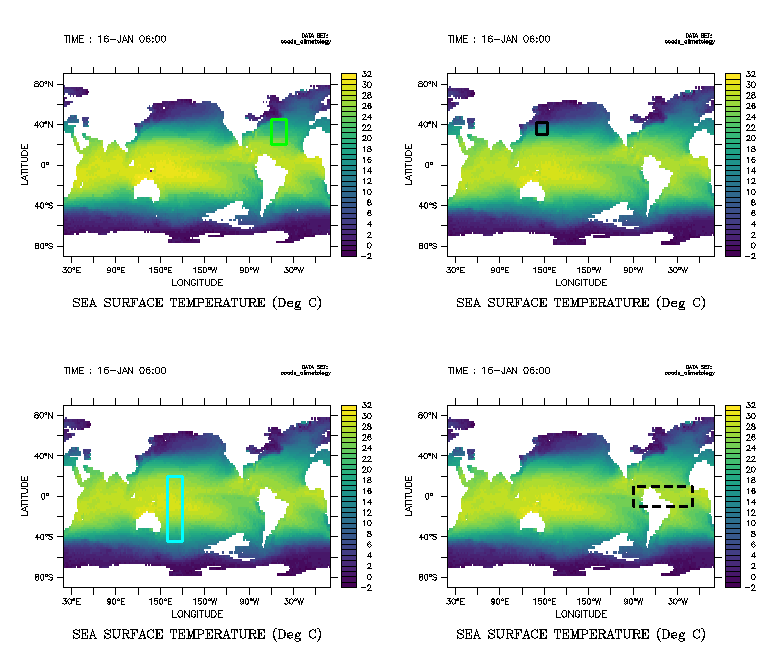 TIME : 16-JAN 06:00
DATA SET:
coads_climatology
LATITUDE
80°N
40°N
0°
40°S
80°S
30°E 90°E 150°E 150°W 90°W 30°W
LONGITUDE
32
28
26
24
22
20
18
16
14
12
10
8
6
4
2
0
-2
SEA SURFACE TEMPERATURE (Deg C)
TIME : 16-JAN 06:00
DATA SET:
coads_climatology
LATITUDE
80°N
40°N
0°
40°S
80°S
30°E 90°E 150°E 150°W 90°W 30°W
LONGITUDE
32
28
26
24
22
20
18
16
14
12
10
8
6
4
2
0
-2
SEA SURFACE TEMPERATURE (Deg C)
TIME : 16-JAN 06:00
DATA SET:
coads_climatology
LATITUDE
80°N
40°N
0°
40°S
80°S
30°E 90°E 150°E 150°W 90°W 30°W
LONGITUDE
32
28
26
24
22
20
18
16
14
12
10
8
6
4
2
0
-2
SEA SURFACE TEMPERATURE (Deg C)
TIME : 16-JAN 06:00
DATA SET:
coads_climatology
LATITUDE
80°N
40°N
0°
40°S
80°S
30°E 90°E 150°E 150°W 90°W 30°W
LONGITUDE
32
28
26
24
22
20
18
16
14
12
10
8
6
4
2
0
-2
SEA SURFACE TEMPERATURE (Deg C)